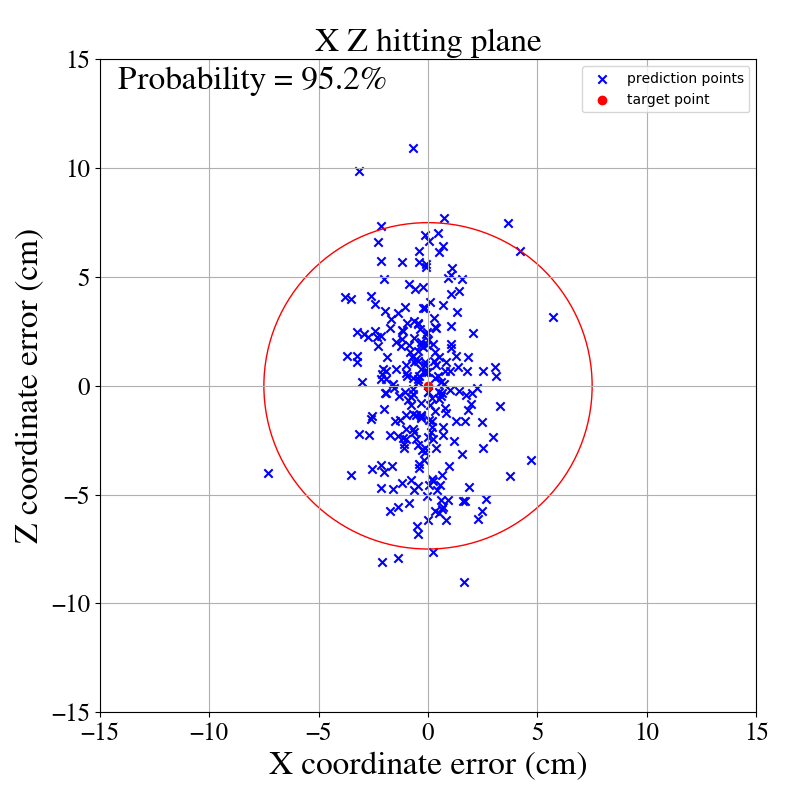 X Z hitting plane
Probability = 95.2%
prediction points
target point
15
10
5
0
−5
−10
−15
Z coordinate error (cm)
−15 −10 −5 0 5 10 15
X coordinate error (cm)